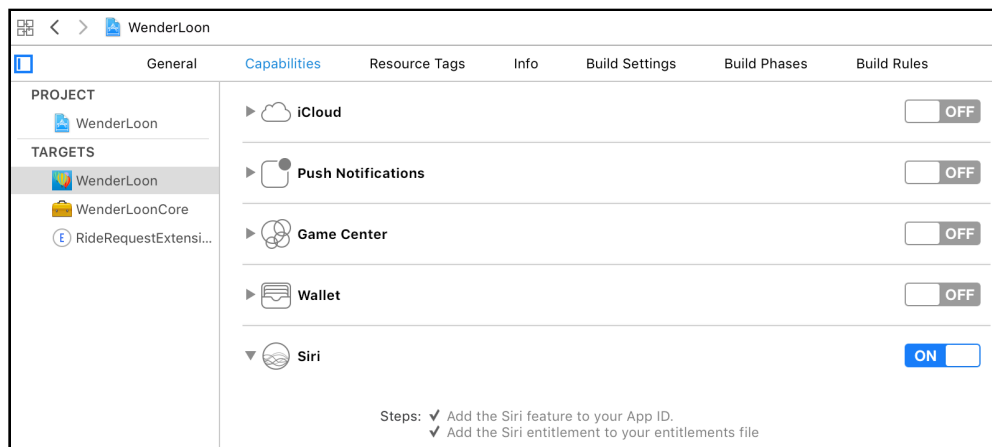 WenderLoon
General Capabilities Resource Tags Info Build Settings Build Phases Build Rules
PROJECT
WenderLoon
TARGETS
WenderLoon
WenderLoonCore
E RideRequestExtensi...
iCloud OFF
Push Notifications OFF
Game Center OFF
Wallet OFF
Siri ON
Steps: ✓ Add the Siri feature to your App ID.
✓ Add the Siri entitlement to your entitlements file